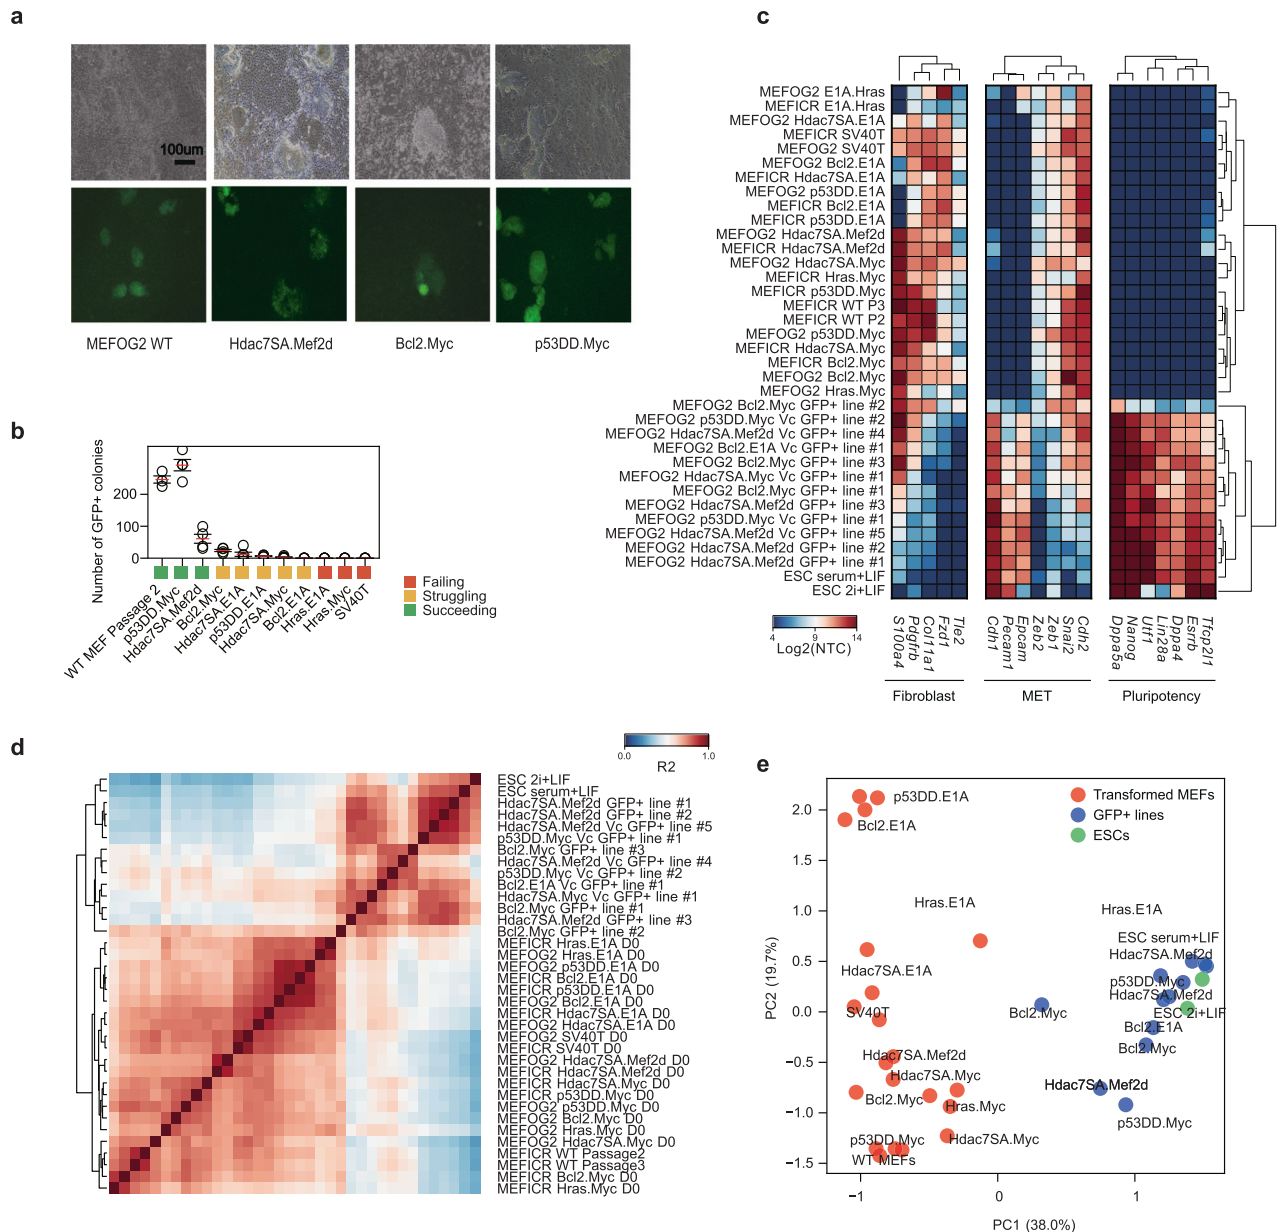 a
100um
MEFOG2 WT
Hdac7SA.Mef2d
Bcl2.Myc
p53DD.Myc
b
Number of GFP+ colonies
200
100
0
WT MEF Passage 2
p53DD.Myc
Hdac7SA.Mef2d
Bcl2.Myc
Hdac7SA.E1A
p53DD.E1A
Hdac7SA.Myc
Bcl2.E1A
Hras.E1A
Hras.Myc
SV40T
Failing
Struggling
Succeeding
c
MEFOG2 E1A.Hras
MEFICR E1A.Hras
MEFOG2 Hdac7SA.E1A
MEFICR SV40T
MEFOG2 SV40T
MEFOG2 Bcl2.E1A
MEFICR Hdac7SA.E1A
MEFOG2 p53DD.E1A
MEFICR Bcl2.E1A
MEFICR p53DD.E1A
MEFOG2 Hdac7SA.Mef2d
MEFICR Hdac7SA.Mef2d
MEFOG2 Hdac7SA.Myc
MEFICR Hras.Myc
MEFICR p53DD.Myc
MEFICR WT P3
MEFICR WT P2
MEFOG2 p53DD.Myc
MEFICR Hdac7SA.Myc
MEFICR Bcl2.Myc
MEFOG2 Bcl2.Myc
MEFOG2 Hras.Myc
MEFOG2 Bcl2.Myc GFP+ line #2
MEFOG2 p53DD.Myc Vc GFP+ line #2
MEFOG2 Hdac7SA.Mef2d Vc GFP+ line #4
MEFOG2 Bcl2.E1A Vc GFP+ line #1
MEFOG2 Bcl2.Myc GFP+ line #3
MEFOG2 Hdac7SA.Myc Vc GFP+ line #1
MEFOG2 Bcl2.Myc GFP+ line #1
MEFOG2 Hdac7SA.Mef2d GFP+ line #3
MEFOG2 p53DD.Myc Vc GFP+ line #1
MEFOG2 Hdac7SA.Mef2d Vc GFP+ line #5
MEFOG2 Hdac7SA.Mef2d GFP+ line #2
MEFOG2 Hdac7SA.Mef2d GFP+ line #1
ESC serum+LIF
ESC 2i+LIF
4 9 14
Log2(NTC)
S100a4
Pdgfrb
Col11a1
Fzd1
Tle2
Cdh1
Pecam1
Epcam
Zeb2
Zeb1
Snai2
Cdh2
Dppa5a
Nanog
Utf1
Lin28a
Dppa4
Esrrb
Tfcp2l1
Fibroblast
MET
Pluripotency
d
0.0 1.0
R2
ESC 2i+LIF
ESC serum+LIF
Hdac7SA.Mef2d GFP+ line #1
Hdac7SA.Mef2d GFP+ line #2
Hdac7SA.Mef2d Vc GFP+ line #5
p53DD.Myc Vc GFP+ line #1
Bcl2.Myc GFP+ line #3
Hdac7SA.Mef2d Vc GFP+ line #4
p53DD.Myc Vc GFP+ line #2
Bcl2.E1A Vc GFP+ line #1
Hdac7SA.Myc Vc GFP+ line #1
Bcl2.Myc GFP+ line #1
Hdac7SA.Mef2d GFP+ line #3
Bcl2.Myc GFP+ line #2
MEFICR Hras.E1A D0
MEFOG2 Hras.E1A D0
MEFOG2 p53DD.E1A D0
MEFICR Bcl2.E1A D0
MEFICR p53DD.E1A D0
MEFOG2 Bcl2.E1A D0
MEFICR Hdac7SA.E1A D0
MEFOG2 Hdac7SA.E1A D0
MEFOG2 SV40T D0
MEFICR SV40T D0
MEFOG2 Hdac7SA.Mef2d D0
MEFICR Hdac7SA.Mef2d D0
MEFICR Hdac7SA.Myc D0
MEFICR p53DD.Myc D0
MEFOG2 p53DD.Myc D0
MEFOG2 Bcl2.Myc D0
MEFOG2 Hras.Myc D0
MEFOG2 Hdac7SA.Myc D0
MEFICR WT Passage2
MEFICR WT Passage3
MEFICR Bcl2.Myc D0
MEFICR Hras.Myc D0
e
PC2 (19.7%)
2.0
1.5
1.0
0.5
0.0
−0.5
−1.0
−1.5
p53DD.E1A
Bcl2.E1A
Transformed MEFs
GFP+ lines
ESCs
Hras.E1A
Hras.E1A
ESC serum+LIF
Hdac7SA.Mef2d
Hdac7SA.E1A
p53DD.Myc
Hdac7SA.Mef2d
SV40T
Bcl2.Myc
ESC 2i+LIF
Bcl2.E1A
Bcl2.Myc
Hdac7SA.Mef2d
Hdac7SA.Myc
Hdac7SA.Mef2d
Bcl2.Myc
Hras.Myc
p53DD.Myc
p53DD.Myc
Hdac7SA.Myc
WT MEFs
−1 0 1
PC1 (38.0%)